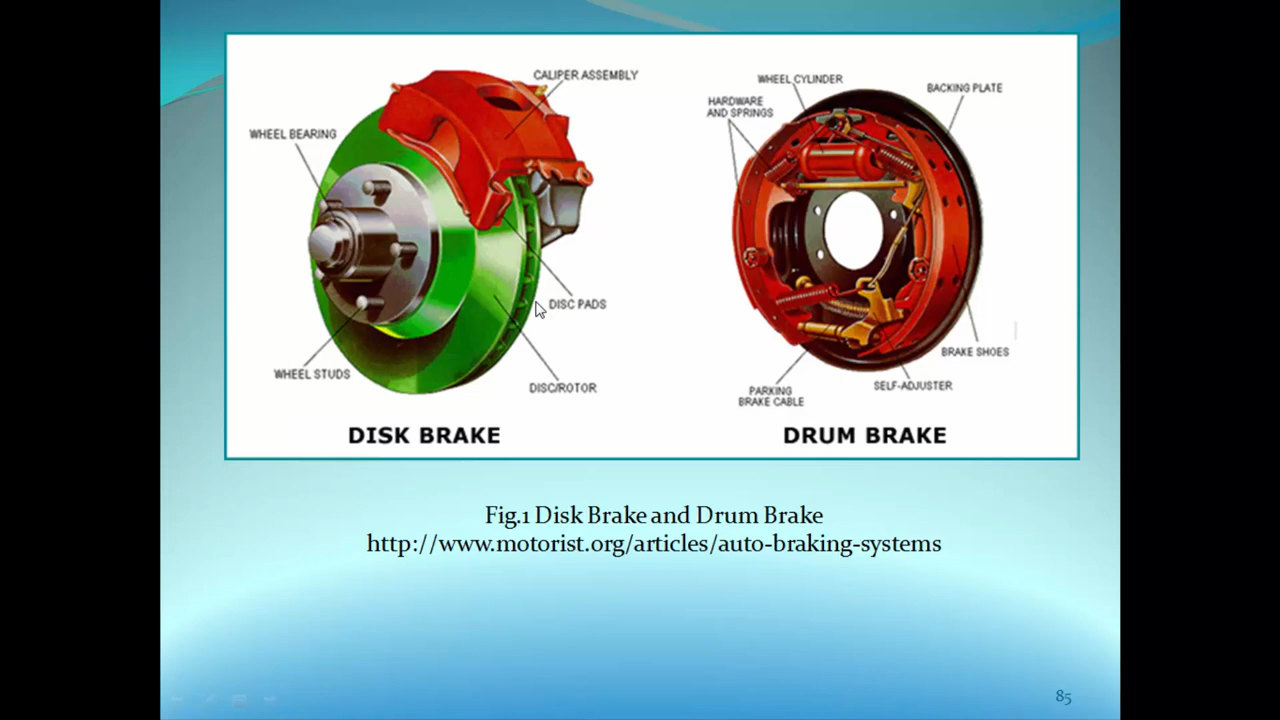 CALIPER ASSEMBLY
WHEEL BEARING
DISC PADS
WHEEL STUDS
DISC/ROTOR
DISK BRAKE
WHEEL CYLINDER
BACKING PLATE
HARDWARE
AND SPRINGS
BRAKE SHOES
SELF-ADJUSTER
PARKING
BRAKE CABLE
DRUM BRAKE
Fig.1 Disk Brake and Drum Brake
http://www.motorist.org/articles/auto-braking-systems
85